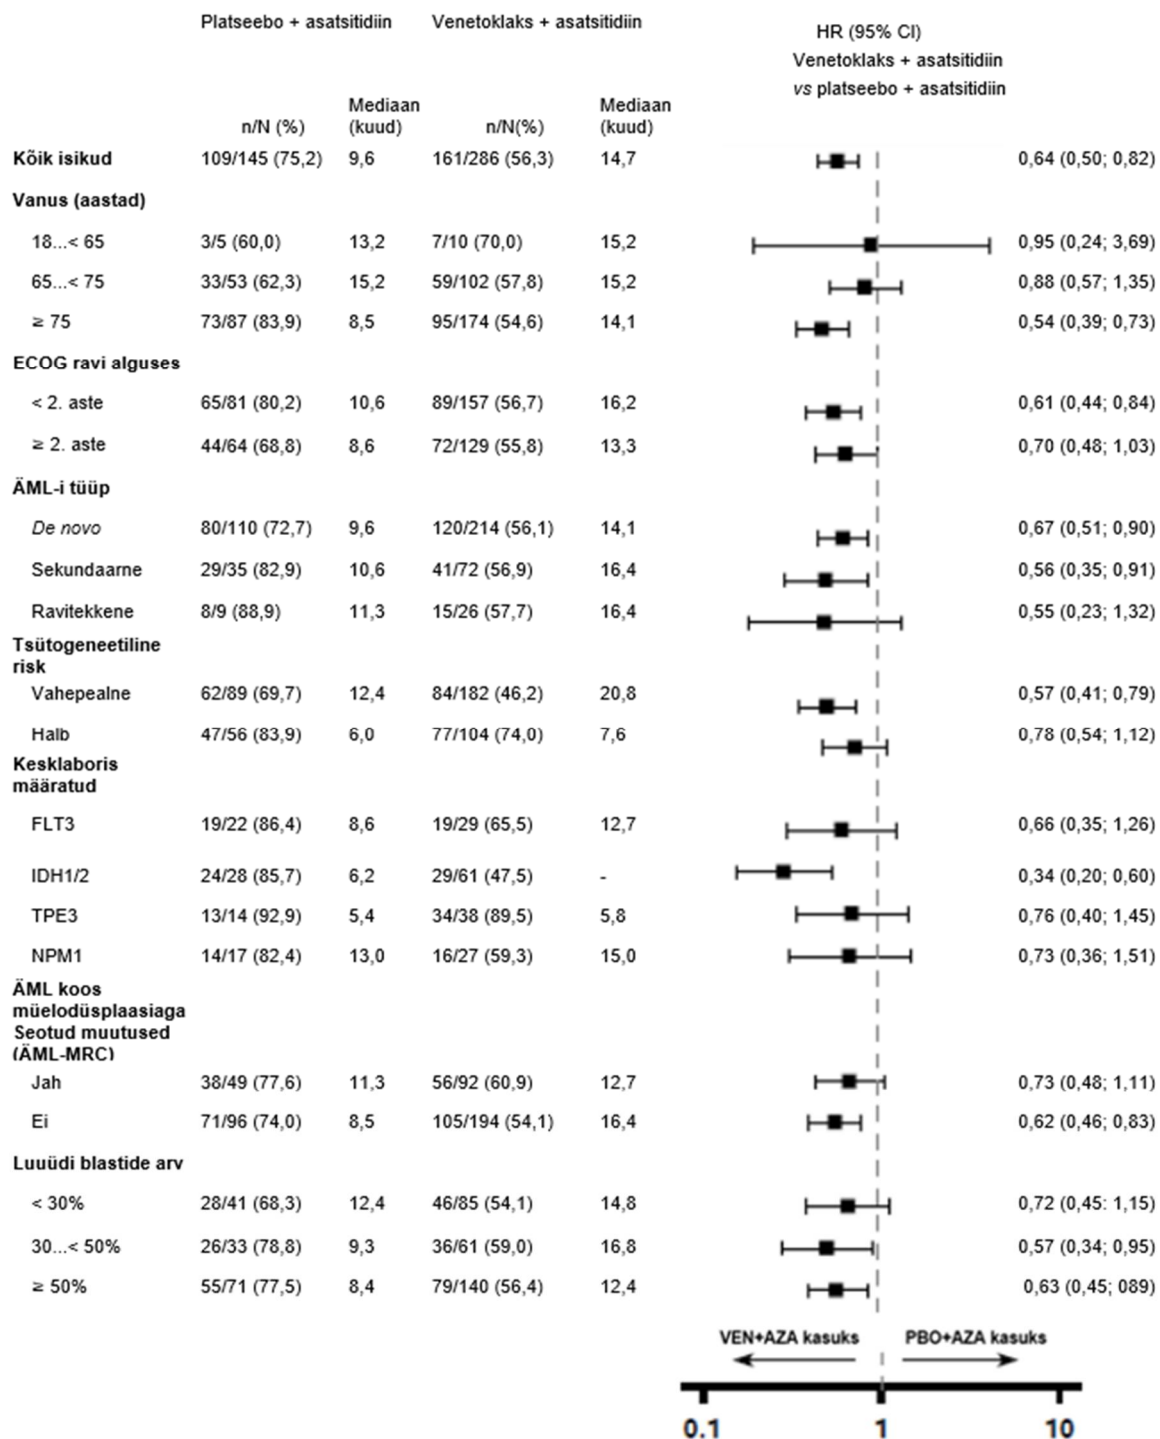 Platseebo + asatsitidiin Venetoklaks + asatsitidiin
HR (95% CI)
Venetoklaks + asatsitidiin
vs platseebo + asatsitidiin
n/N (%) Mediaan (kuud) n/N(%) Mediaan (kuud)
Kõik isikud 109/145 (75,2) 9,6 161/286 (56,3) 14,7 0,64 (0,50; 0,82)
Vanus (aastad)
18...< 65 3/5 (60,0) 13,2 7/10 (70,0) 15,2 0,95 (0,24; 3,69)
65...< 75 33/53 (62,3) 15,2 59/102 (57,8) 15,2 0,88 (0,57; 1,35)
≥ 75 73/87 (83,9) 8,5 95/174 (54,6) 14,1 0,54 (0,39; 0,73)
ECOG ravi alguses
< 2. aste 65/81 (80,2) 10,6 89/157 (56,7) 16,2 0,61 (0,44; 0,84)
≥ 2. aste 44/64 (68,8) 8,6 72/129 (55,8) 13,3 0,70 (0,48; 1,03)
ÄML-i tüüp
De novo 80/110 (72,7) 9,6 120/214 (56,1) 14,1 0,67 (0,51; 0,90)
Sekundaarne 29/35 (82,9) 10,6 41/72 (56,9) 16,4 0,56 (0,35; 0,91)
Ravitekkene 8/9 (88,9) 11,3 15/26 (57,7) 16,4 0,55 (0,23; 1,32)
Tsütogeneetiline
risk
Vahepealne 62/89 (69,7) 12,4 84/182 (46,2) 20,8 0,57 (0,41; 0,79)
Halb 47/56 (83,9) 6,0 77/104 (74,0) 7,6 0,78 (0,54; 1,12)
Kesklaboris
määratud
FLT3 19/22 (86,4) 8,6 19/29 (65,5) 12,7 0,66 (0,35; 1,26)
IDH1/2 24/28 (85,7) 6,2 29/61 (47,5) - 0,34 (0,20; 0,60)
TPE3 13/14 (92,9) 5,4 34/38 (89,5) 5,8 0,76 (0,40; 1,45)
NPM1 14/17 (82,4) 13,0 16/27 (59,3) 15,0 0,73 (0,36; 1,51)
ÄML koos
müelodüsplaasiaga
Seotud muutused
(ÄML-MRC)
Jah 38/49 (77,6) 11,3 56/92 (60,9) 12,7 0,73 (0,48; 1,11)
Ei 71/96 (74,0) 8,5 105/194 (54,1) 16,4 0,62 (0,46; 0,83)
Luuüdi blastide arv
< 30% 28/41 (68,3) 12,4 46/85 (54,1) 14,8 0,72 (0,45: 1,15)
30...< 50% 26/33 (78,8) 9,3 36/61 (59,0) 16,8 0,57 (0,34; 0,95)
≥ 50% 55/71 (77,5) 8,4 79/140 (56,4) 12,4 0,63 (0,45; 089)
VEN+AZA kasuks PBO+AZA kasuks
0.1 1 10